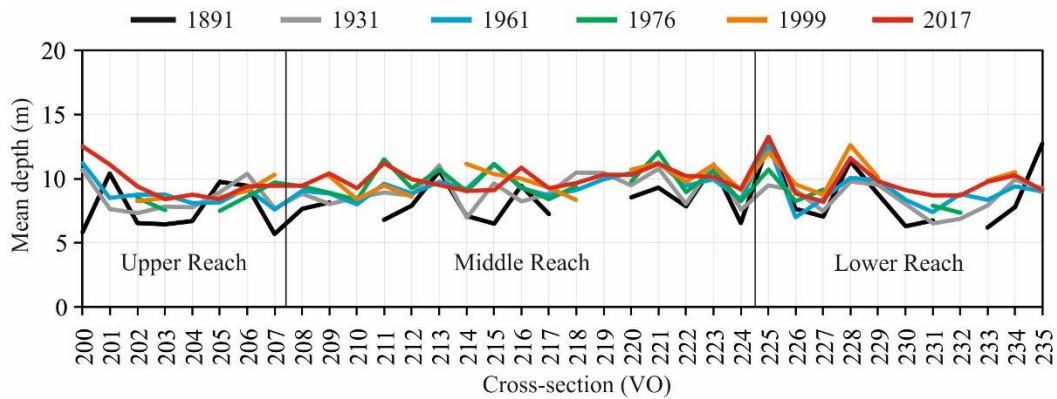 1891 1931 1961 1976 1999 2017
20
15
10
5
0
Mean depth (m)
Upper Reach Middle Reach Lower Reach
200 201 202 203 204 205 206 207 208 209 210 211 212 213 214 215 216 217 218 219 220 221 222 223 224 225 226 227 228 229 230 231 232 233 234 235
Cross-section (VO)